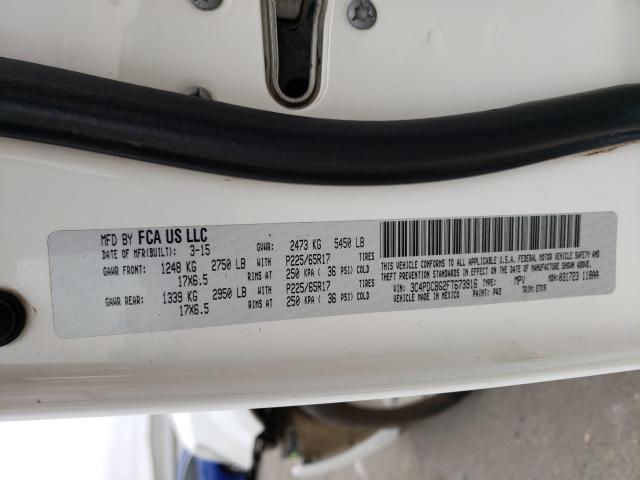 MFD BY FCA US LLC
DATE OF MFR(BUILT): 3-15 GVWR: 2473 KG 5450 LB
GAWR FRONT: 1248 KG 2750 LB WITH P225/65R17 TIRES
17X6.5 RIMS AT 250 KPA ( 36 PSI) COLD
GAWR REAR: 1339 KG 2950 LB WITH P225/65R17 TIRES
17X6.5 RIMS AT 250 KPA ( 36 PSI) COLD
THIS VEHICLE CONFORMS TO ALL APPLICABLE U.S.A. FEDERAL MOTOR VEHICLE SAFETY AND
THEFT PREVENTION STANDARDS IN EFFECT ON THE DATE OF MANUFACTURE SHOWN ABOVE.
VIN: 3C4PDCBG2FT673916 TYPE: MPV MDH:031723 118AA
VEHICLE MADE IN MEXICO PAINT: PW3 TRIM: